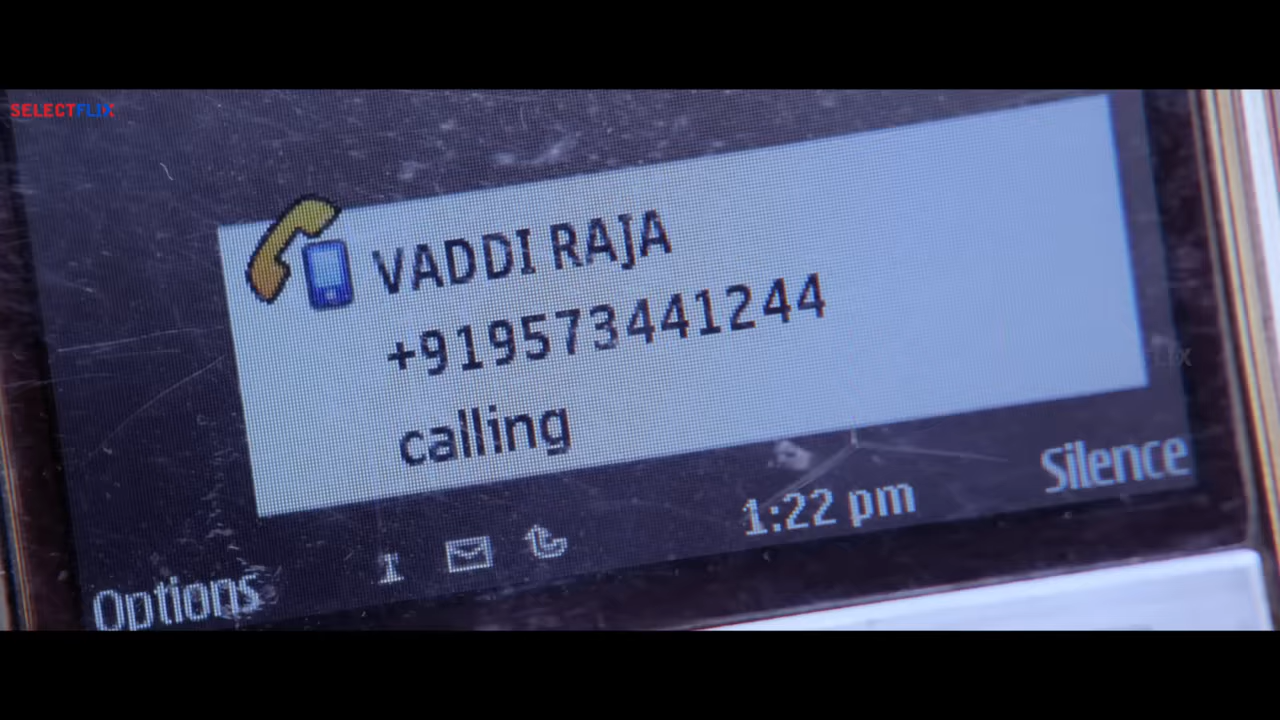 SELECTFLIX
VADDI RAJA
+919573441244
calling
Silence
1:22 pm
Options